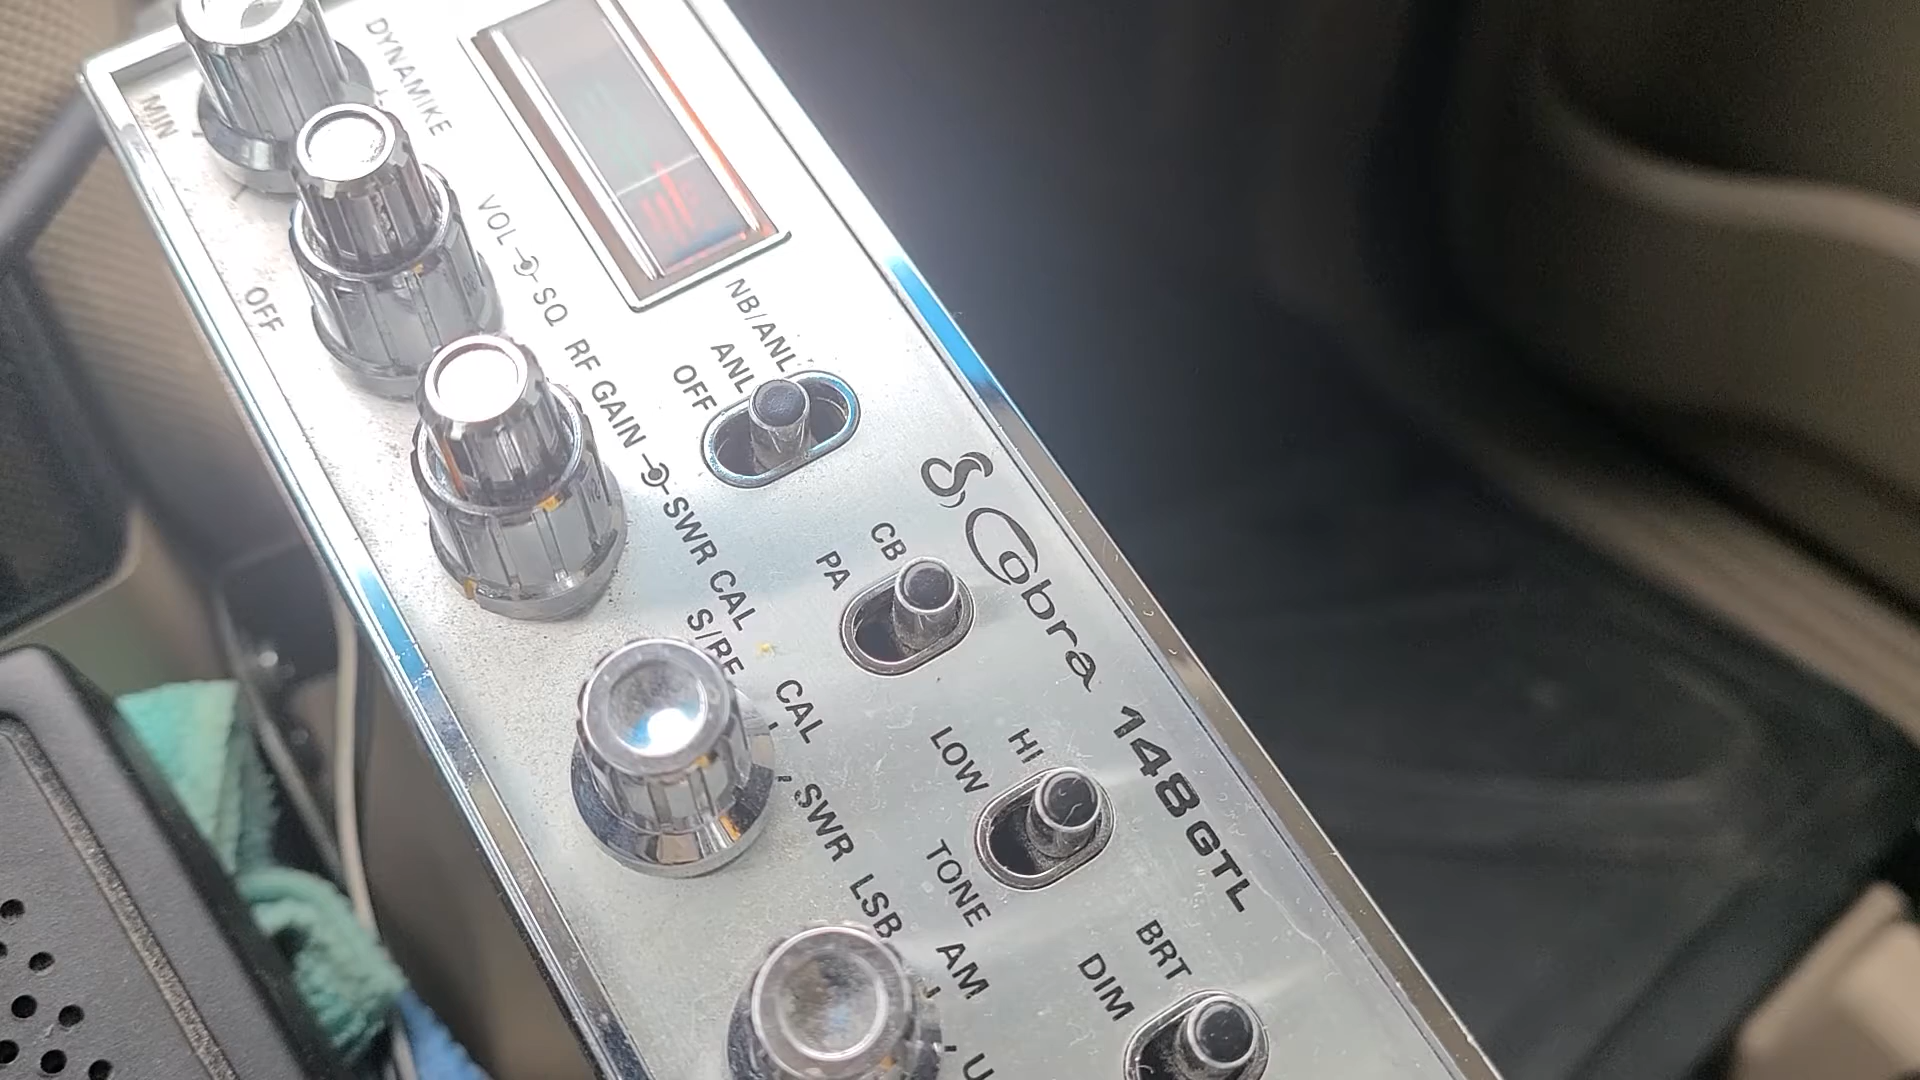 DYNAMIKE
MIN
VOL
SQ
OFF
RF GAIN
SWR CAL
NB/ANL
ANL
OFF
Cobra 148GTL
CB
PA
S/RF
CAL
SWR
HI
LOW
TONE
LSB
AM
BRT
DIM